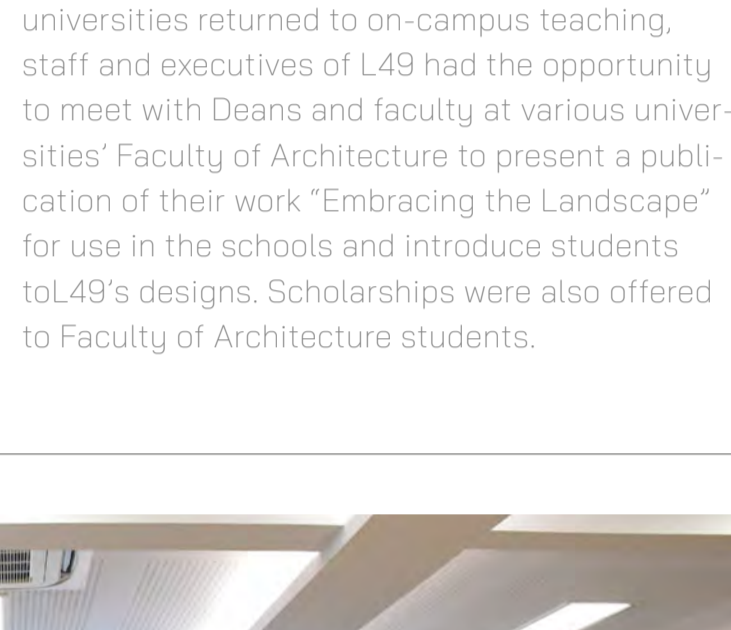 universities returned to on-campus teaching,
staff and executives of L49 had the opportunity
to meet with Deans and faculty at various univer-
sities’ Faculty of Architecture to present a publi-
cation of their work “Embracing the Landscape”
for use in the schools and introduce students
toL49’s designs. Scholarships were also offered
to Faculty of Architecture students.